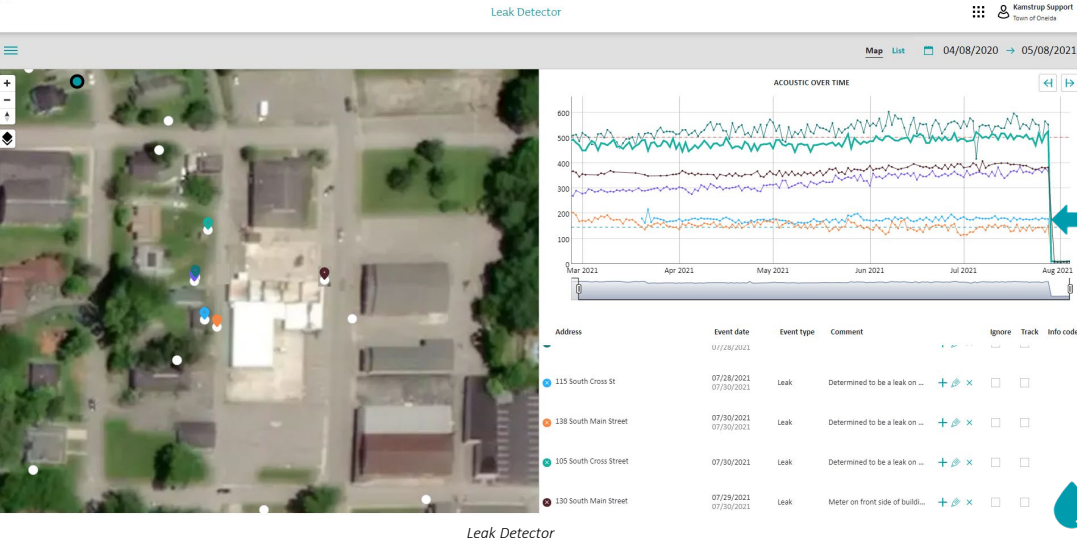 Leak Detector
Kamstrup Support
Town of Oneida
Map List 04/08/2020 → 05/08/2021
ACOUSTIC OVER TIME
600
500
400
300
200
100
0
Mar 2021 Apr 2021 May 2021 Jun 2021 Jul 2021 Aug 2021
Address Event date Event type Comment Ignore Track Info code
07/28/2021
115 South Cross St 07/28/2021 Leak Determined to be a leak on ...
07/30/2021
138 South Main Street 07/30/2021 Leak Determined to be a leak on ...
07/30/2021
105 South Cross Street 07/30/2021 Leak Determined to be a leak on ...
130 South Main Street 07/29/2021 Leak Meter on front side of buildi...
07/30/2021
Leak Detector